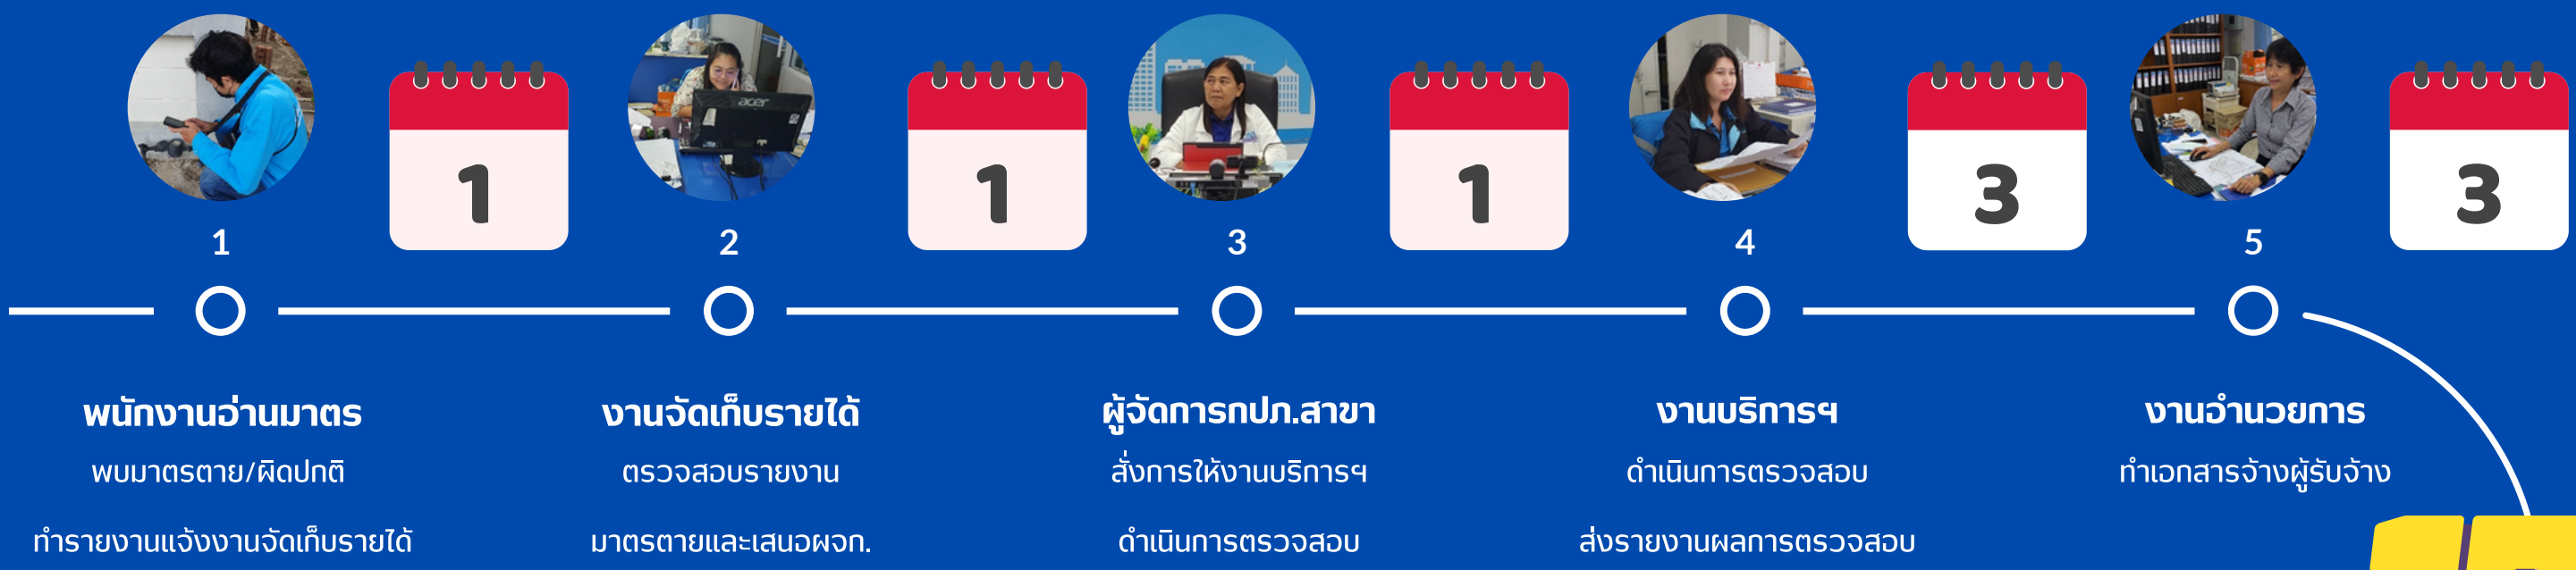 acer
1
1
1
3
3
1
2
3
4
5
พนักงานอ่านมาตร
พบมาตรตาย/ผิดปกติ
ทำรายงานแจ้งงานจัดเก็บรายได้
งานจัดเก็บรายได้
ตรวจสอบรายงาน
มาตรตายและเสนอผจก.
ผู้จัดการกปภ.สาขา
สั่งการให้งานบริการฯ
ดำเนินการตรวจสอบ
งานบริการฯ
ดำเนินการตรวจสอบ
ส่งรายงานผลการตรวจสอบ
งานอำนวยการ
ทำเอกสารจ้างผู้รับจ้าง